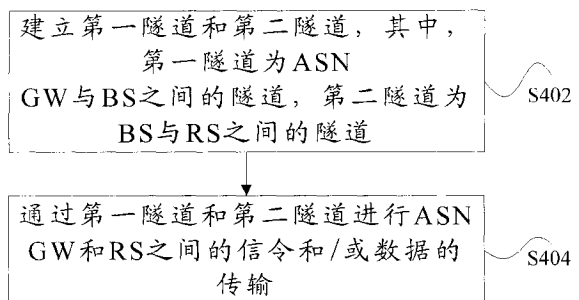 建立第一隧道和第二隧道，其中，
第一隧道为ASN
GW与BS之间的隧道，第二隧道为
BS与RS之间的隧道
S402
通过第一隧道和第二隧道进行ASN
GW和RS之间的信令和/或数据的
传输
S404